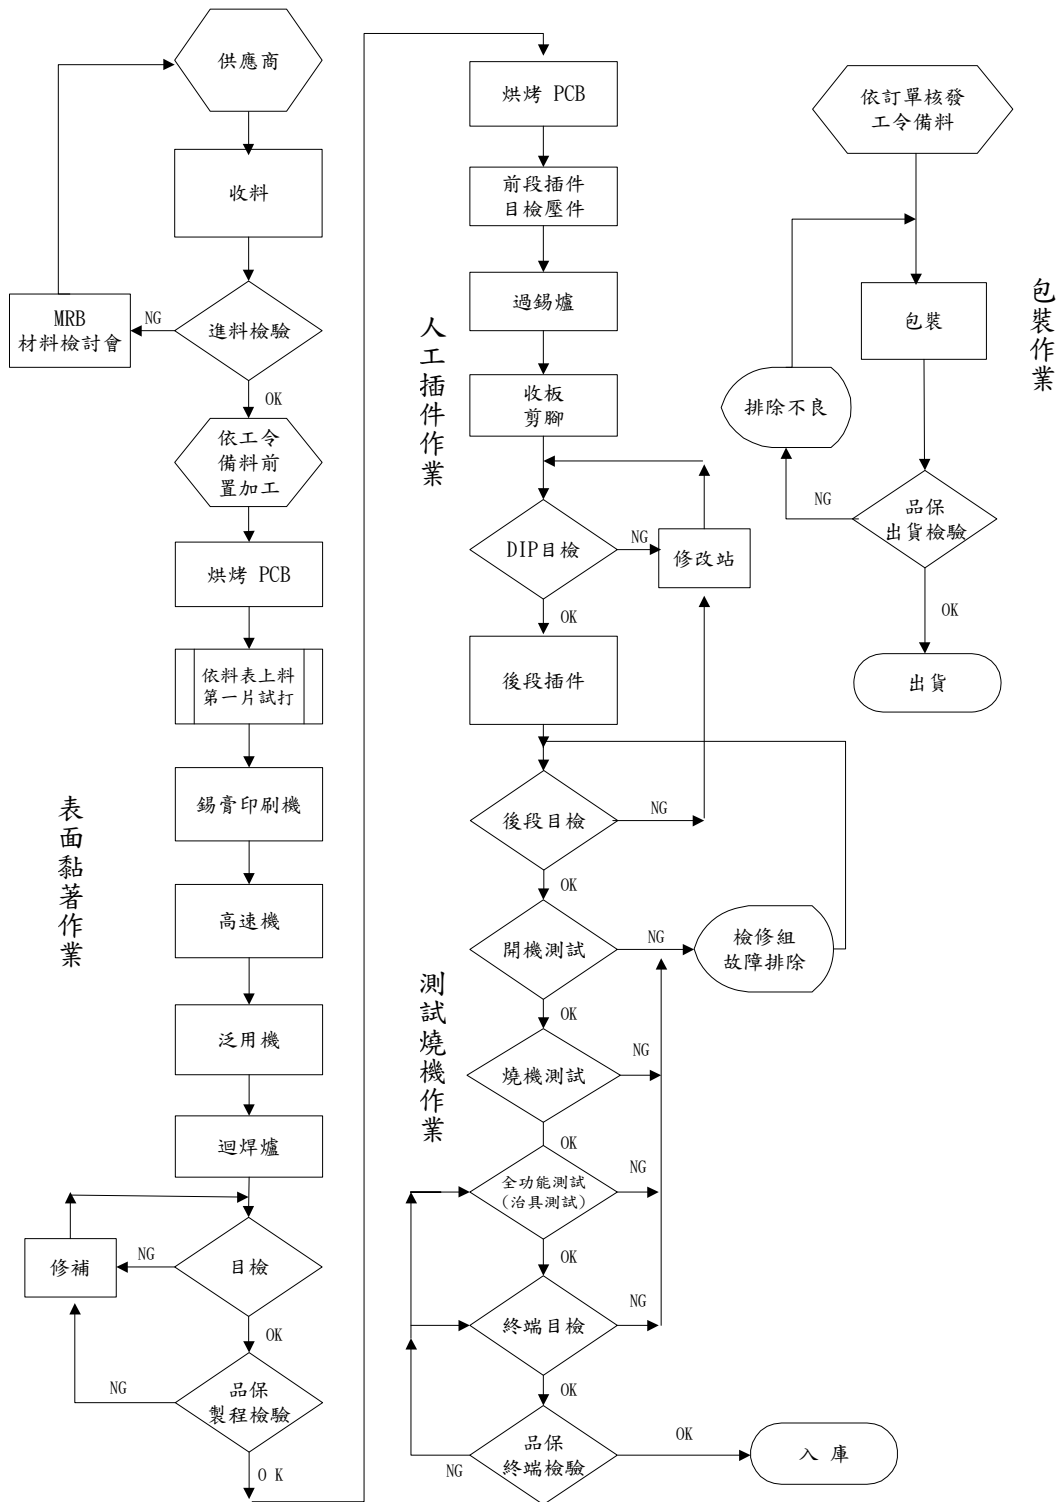 供應商
收料
進料檢驗
NG
MRB
材料檢討會
OK
依工令
備料前
置加工
烘烤 PCB
依料表上料
第一片試打
錫膏印刷機
高速機
泛用機
迴焊爐
目檢
NG
修補
OK
品保
製程檢驗
NG
O K
表面黏著作業
烘烤 PCB
前段插件
目檢壓件
過錫爐
收板
剪腳
DIP目檢
NG
修改站
OK
後段插件
後段目檢
NG
OK
人工插件作業
開機測試
NG
檢修組
故障排除
OK
燒機測試
NG
OK
全功能測試
(治具測試)
NG
OK
終端目檢
NG
OK
品保
終端檢驗
NG
OK
入 庫
測試燒機作業
依訂單核發
工令備料
包裝
排除不良
NG
品保
出貨檢驗
OK
出貨
包裝作業